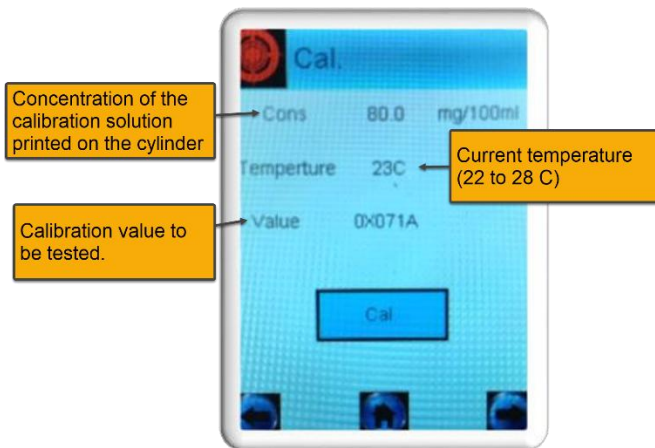 Cal.
Concentration of the
calibration solution
printed on the cylinder
Cons 80.0 mg/100ml
Temperture 23C
Current temperature
(22 to 28 C)
Calibration value to
be tested.
Value 0X071A
Cal